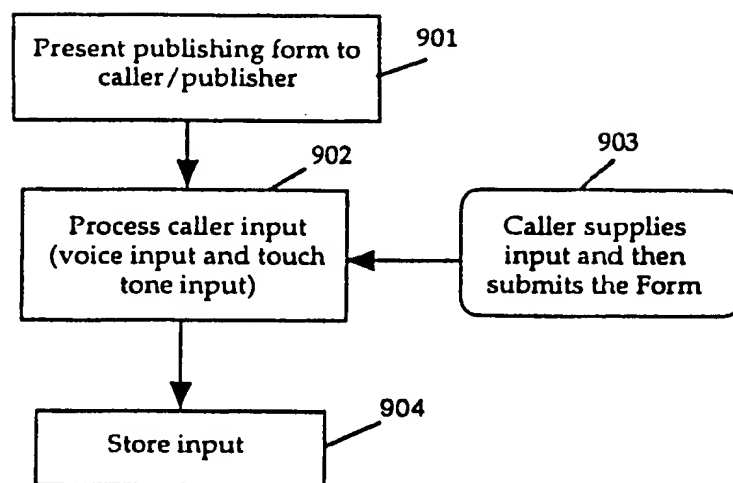 Present publishing form to
caller/publisher
901
902
903
Process caller input
(voice input and touch
tone input)
Caller supplies
input and then
submits the Form
904
Store input